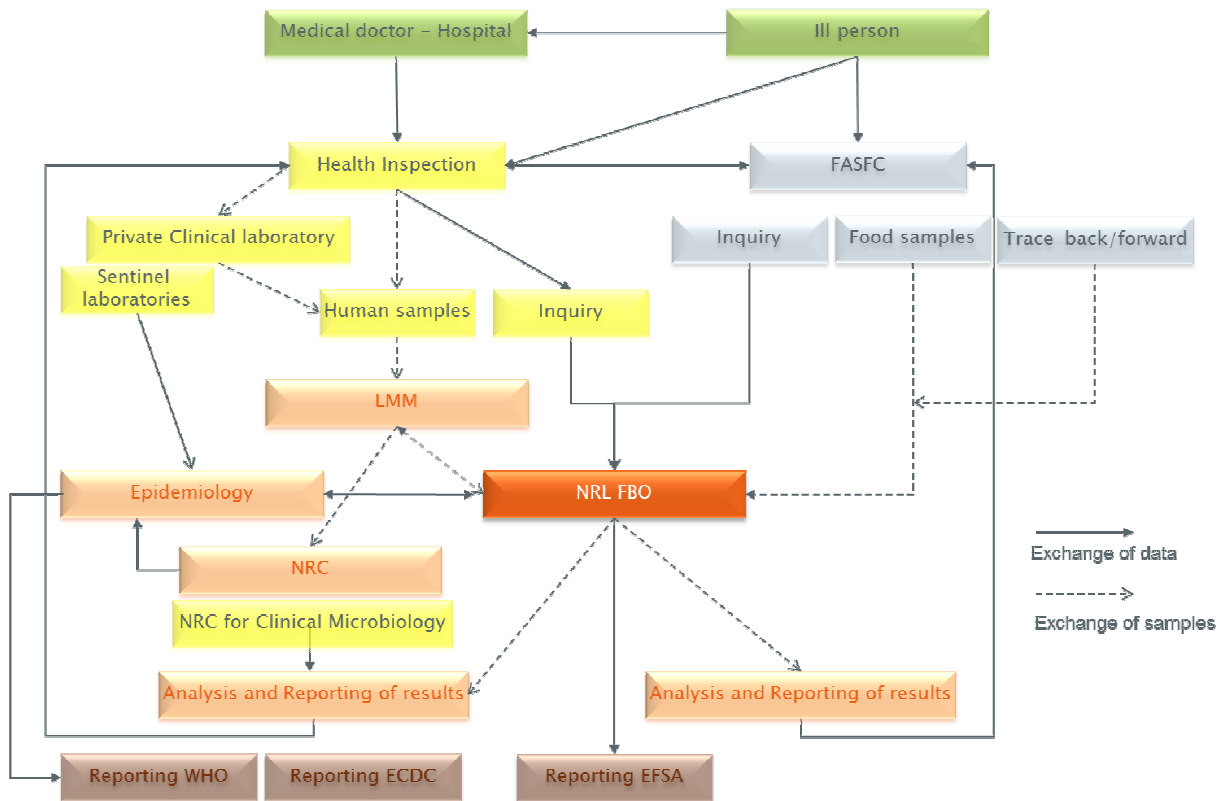 Medical doctor - Hospital
Ill person
Health Inspection
FASFC
Private Clinical laboratory
Inquiry
Food samples
Trace back/forward
Sentinel
laboratories
Human samples
Inquiry
LMM
Epidemiology
NRL FBO
NRC
Exchange of data
NRC for Clinical Microbiology
Exchange of samples
Analysis and Reporting of results
Analysis and Reporting of results
Reporting WHO
Reporting ECDC
Reporting EFSA